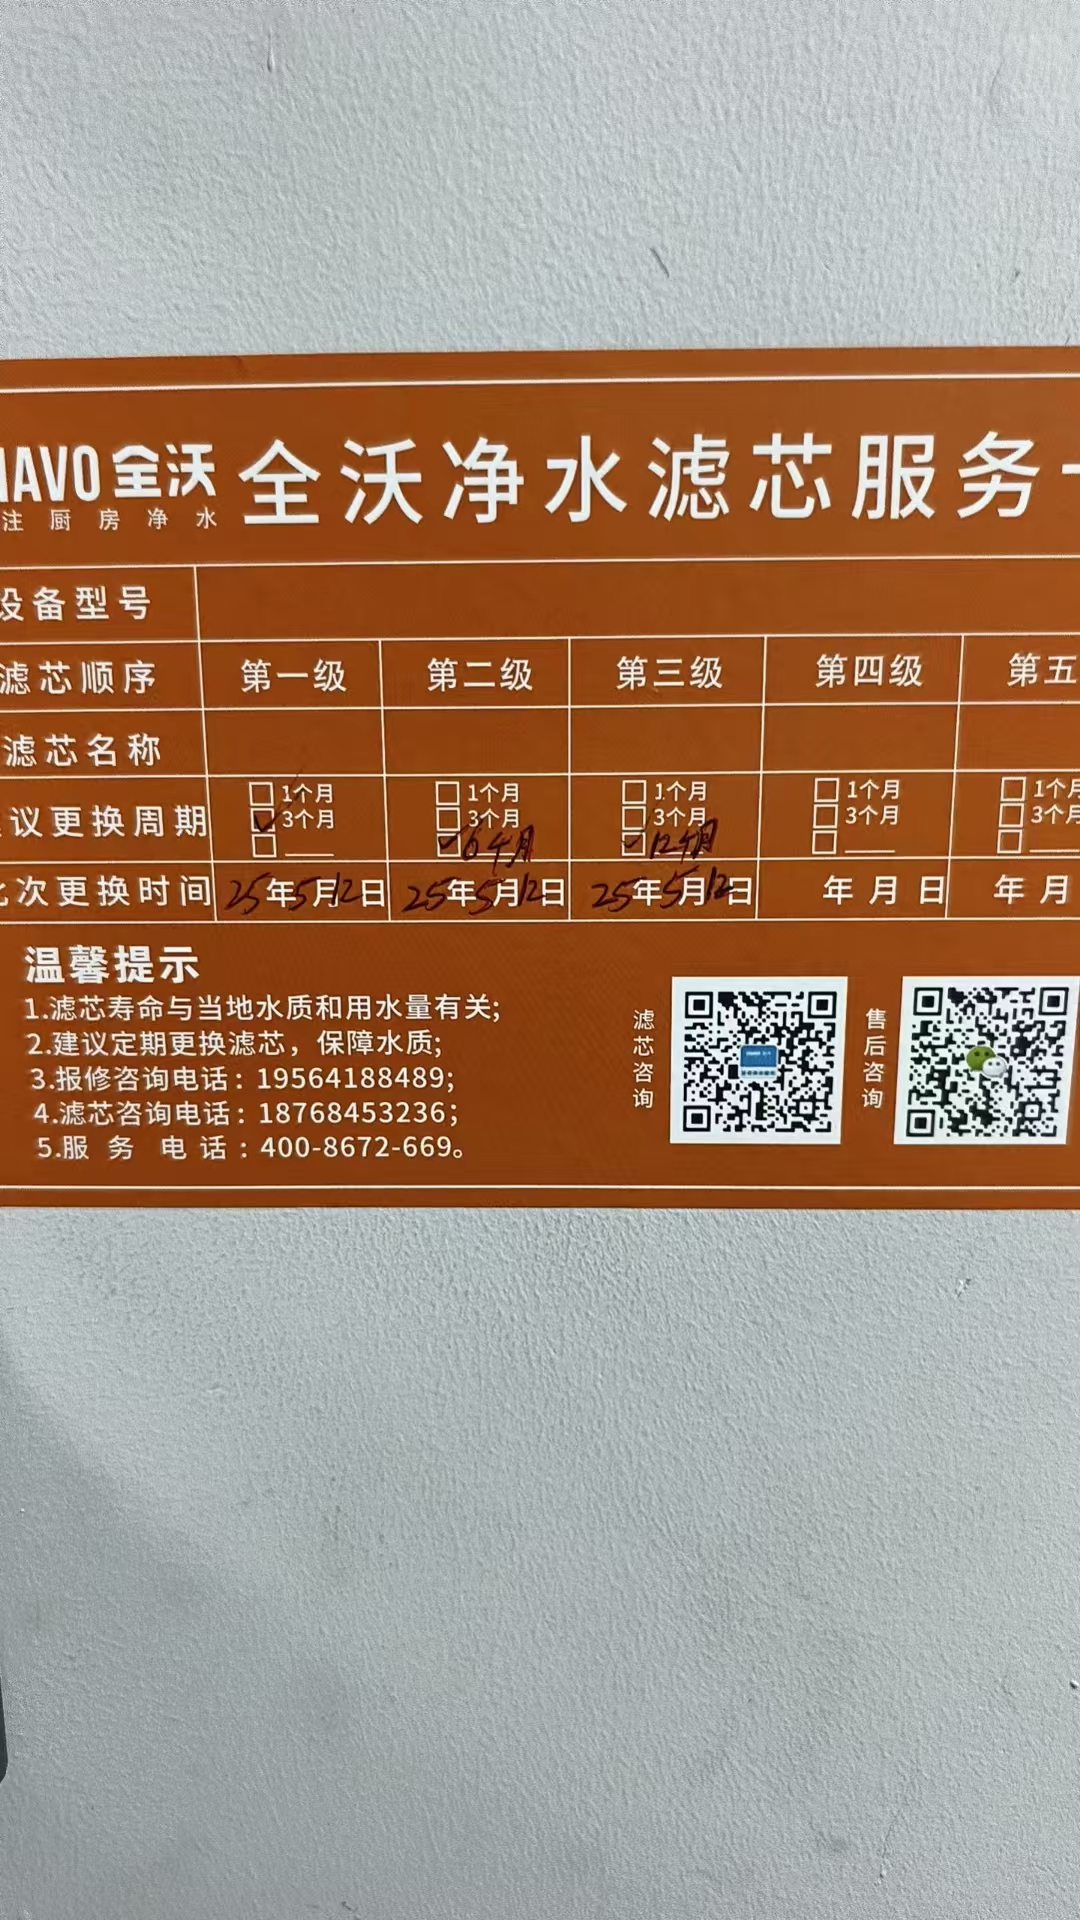 NAVO全沃 全沃净水滤芯服务
注厨房净水
设备型号
滤芯顺序 第一级 第二级 第三级 第四级 第五
滤芯名称
议更换周期 □1个月 □1个月 □1个月 □1个月 □1个月
☑3个月 □3个月 □3个月 □3个月 □3个月
□___ ☑6个月 ☑12个月 □___ □___
次更换时间 25年5月12日 25年5月12日 25年5月12日 年月日 年月
温馨提示
1.滤芯寿命与当地水质和用水量有关;
2.建议定期更换滤芯，保障水质;
3.报修咨询电话：19564188489;
4.滤芯咨询电话：18768453236;
5.服务电话：400-8672-669。
滤芯咨询
售后咨询